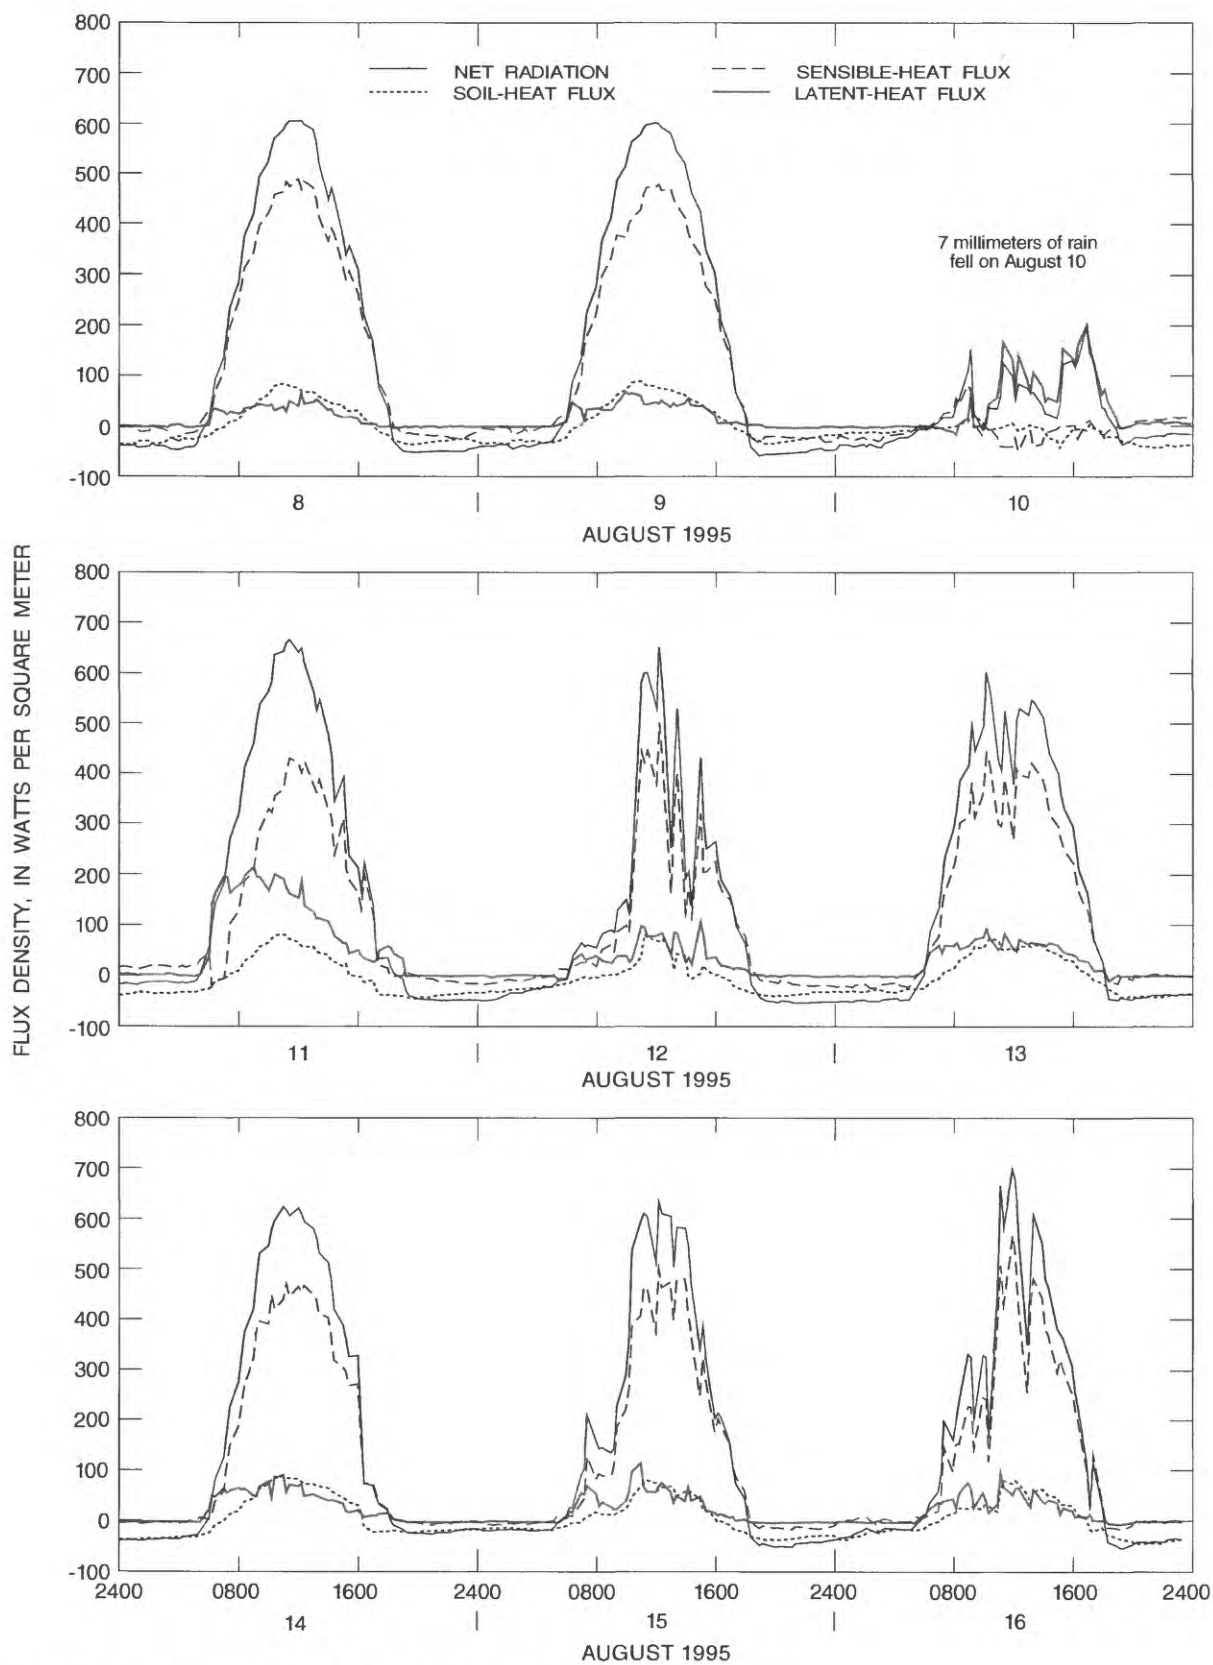 800
700
NET RADIATION
SENSIBLE-HEAT FLUX
SOIL-HEAT FLUX
LATENT-HEAT FLUX
600
500
400
300
7 millimeters of rain
fell on August 10
200
100
0
-100
8 9 10
AUGUST 1995
FLUX DENSITY, IN WATTS PER SQUARE METER
800
700
600
500
400
300
200
100
0
-100
11 12 13
AUGUST 1995
800
700
600
500
400
300
200
100
0
-100
2400 0800 1600 2400 0800 1600 2400 0800 1600 2400
14 15 16
AUGUST 1995